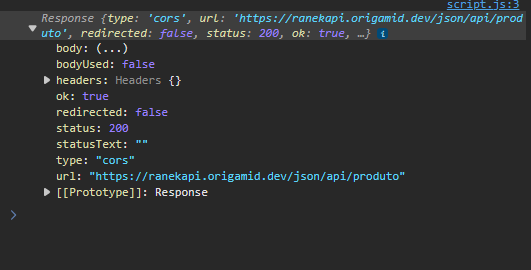 script.js:3
Response {type: 'cors', url: 'https://ranekapi.origamid.dev/json/api/prod
uto', redirected: false, status: 200, ok: true, …} i
body: (...)
bodyUsed: false
headers: Headers {}
ok: true
redirected: false
status: 200
statusText: ""
type: "cors"
url: "https://ranekapi.origamid.dev/json/api/produto"
[[Prototype]]: Response